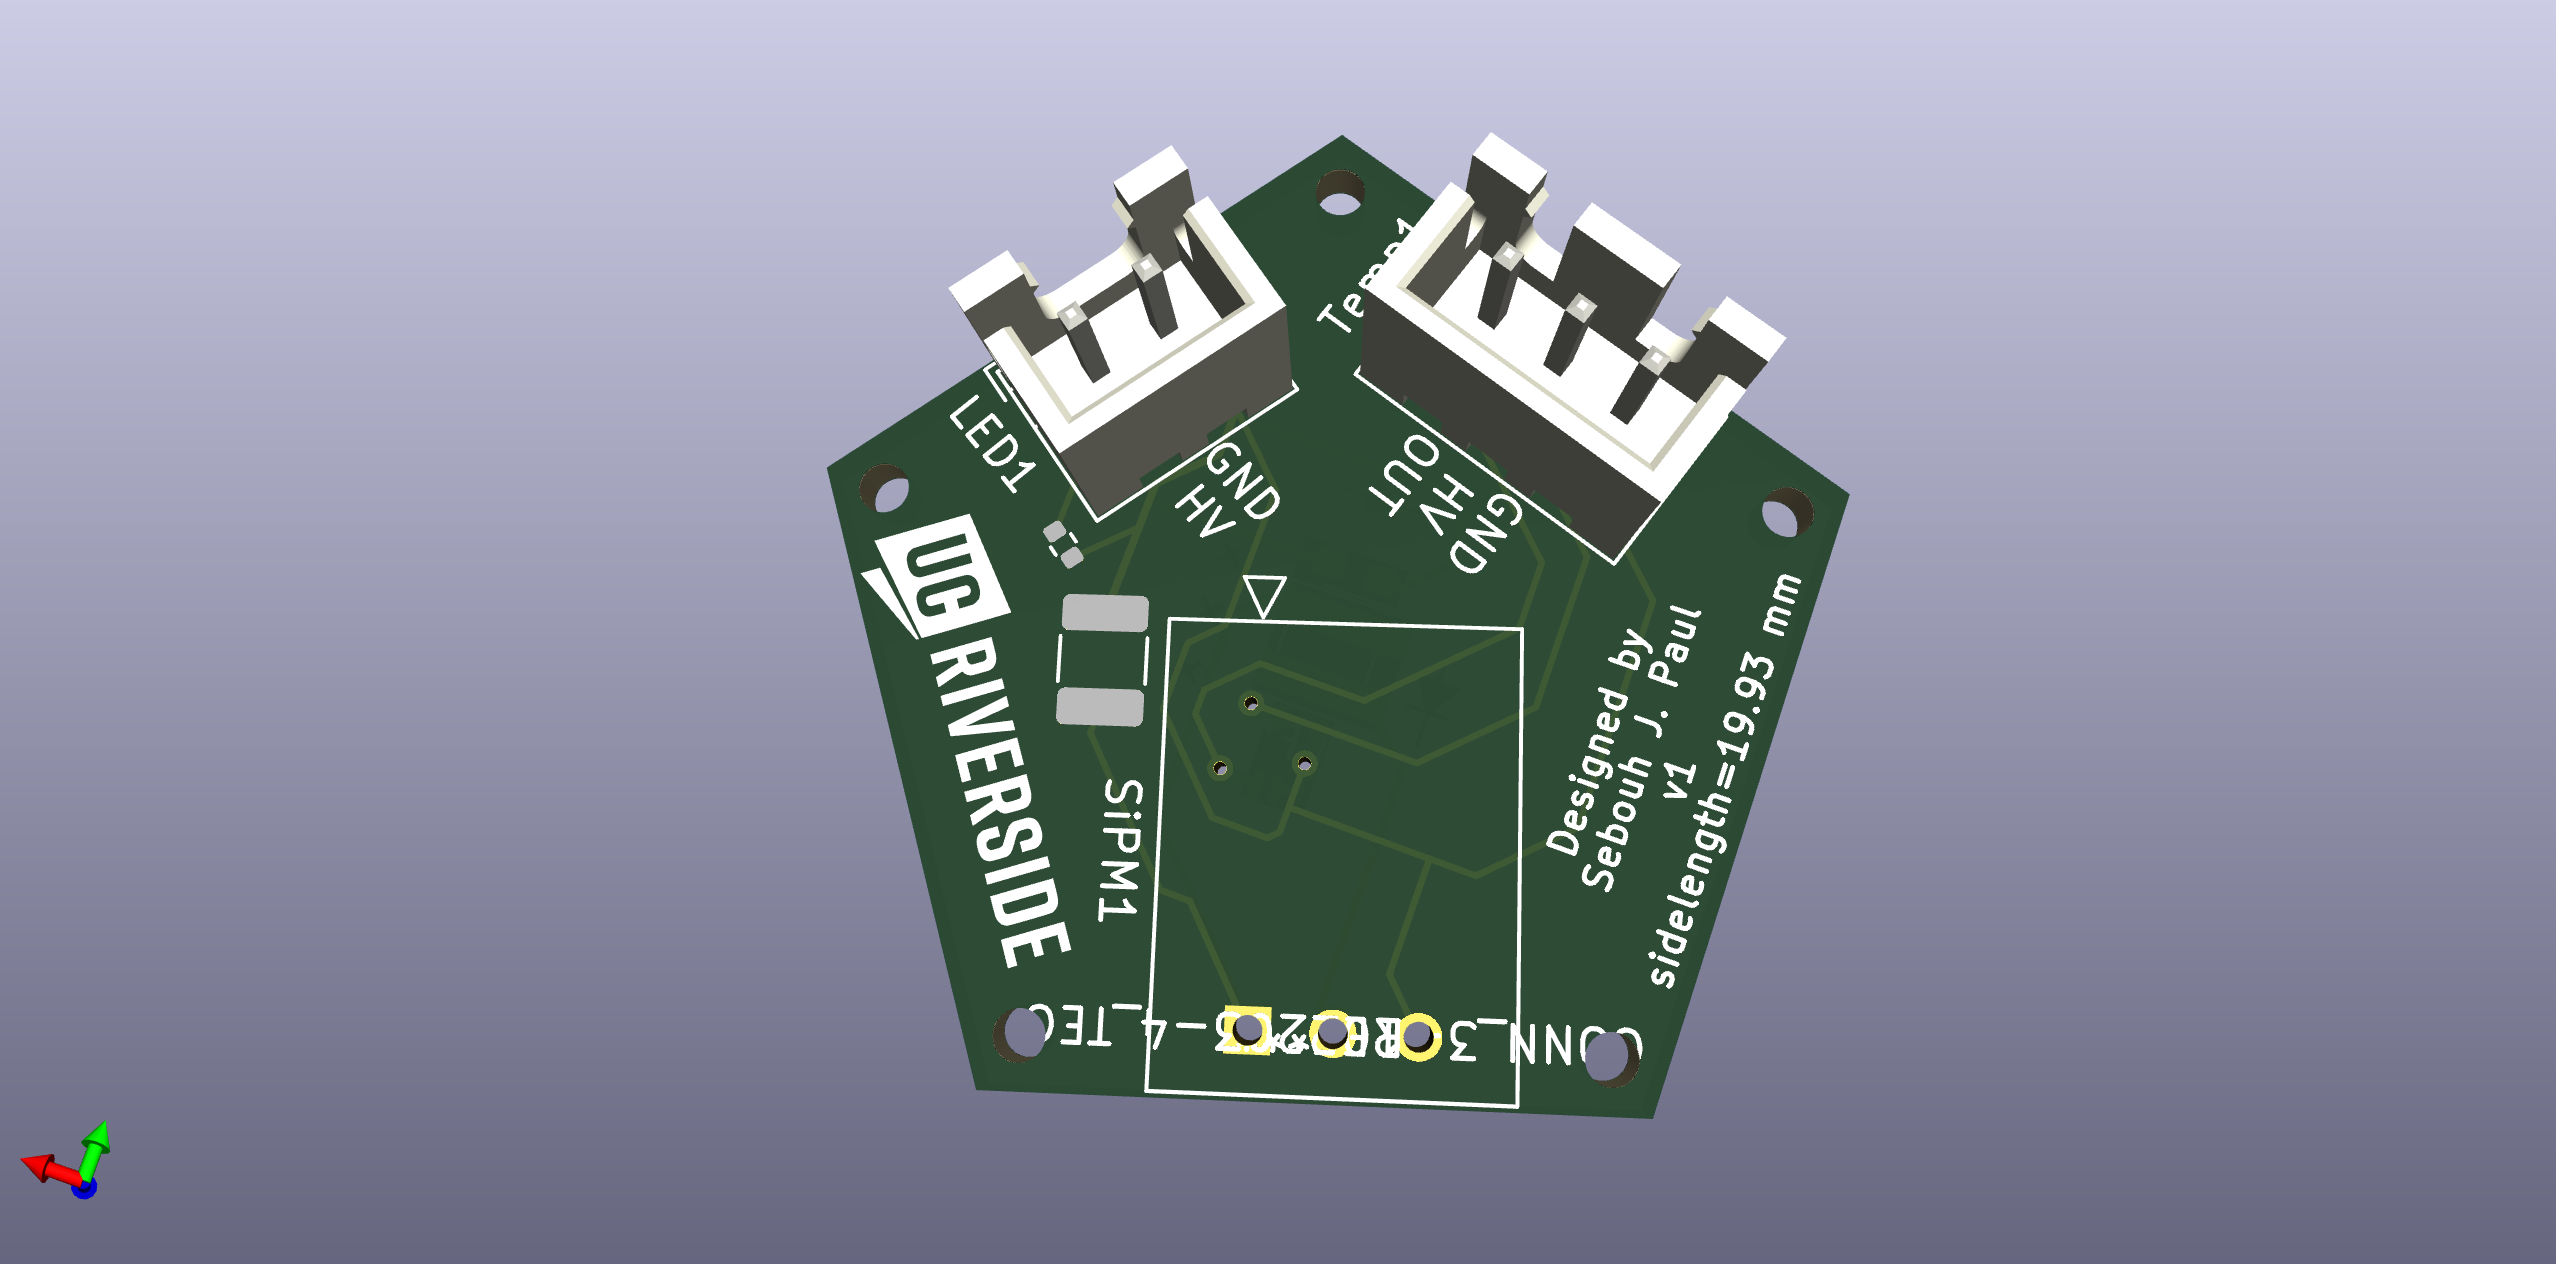 Temp1
LED1
GND
HV
OUT
HV
GND
UC
RIVERSIDE
SiPM1
Designed by
Sebouh J. Paul
v1
sidelength=19.93 mm